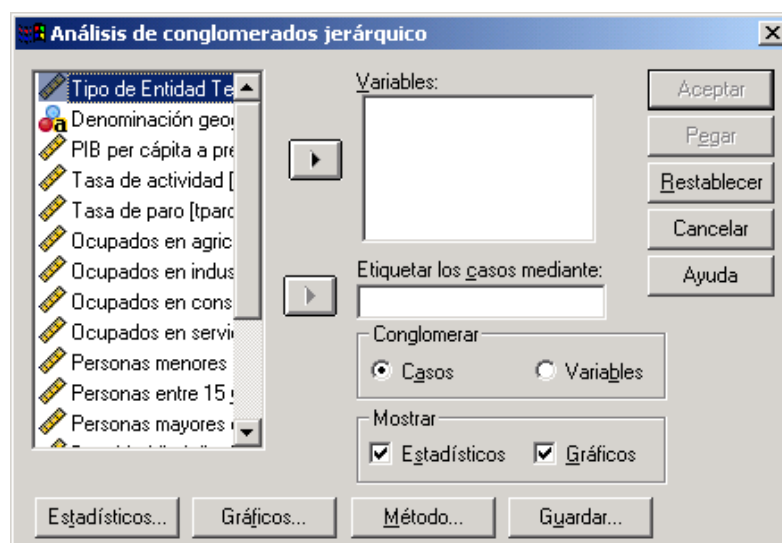 Análisis de conglomerados jerárquico
Tipo de Entidad Te
Denominación geo
PIB per cápita a pre
Tasa de actividad [
Tasa de paro [tparo
Ocupados en agric
Ocupados en indus
Ocupados en cons
Ocupados en servi
Personas menores
Personas entre 15
Personas mayores
Variables:
Etiquetar los casos mediante:
Conglomerar
Casos
Variables
Mostrar
Estadísticos
Gráficos
Aceptar
Pegar
Restablecer
Cancelar
Ayuda
Estadísticos...
Gráficos...
Método...
Guardar...